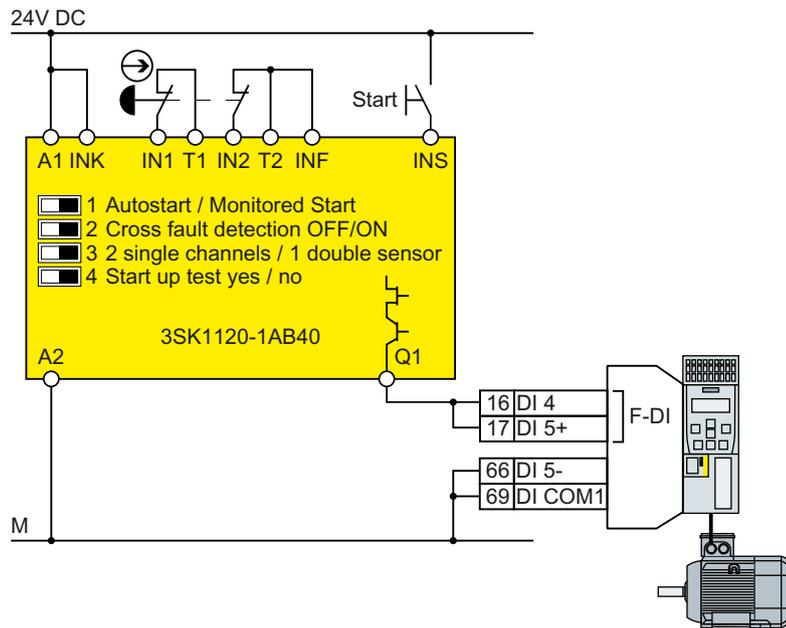 24V DC
Start
A1 INK IN1 T1 IN2 T2 INF INS
1 Autostart / Monitored Start
2 Cross fault detection OFF/ON
3 2 single channels / 1 double sensor
4 Start up test yes / no
3SK1120-1AB40
A2 Q1
16 DI 4
17 DI 5+
F-DI
66 DI 5-
69 DI COM1
M